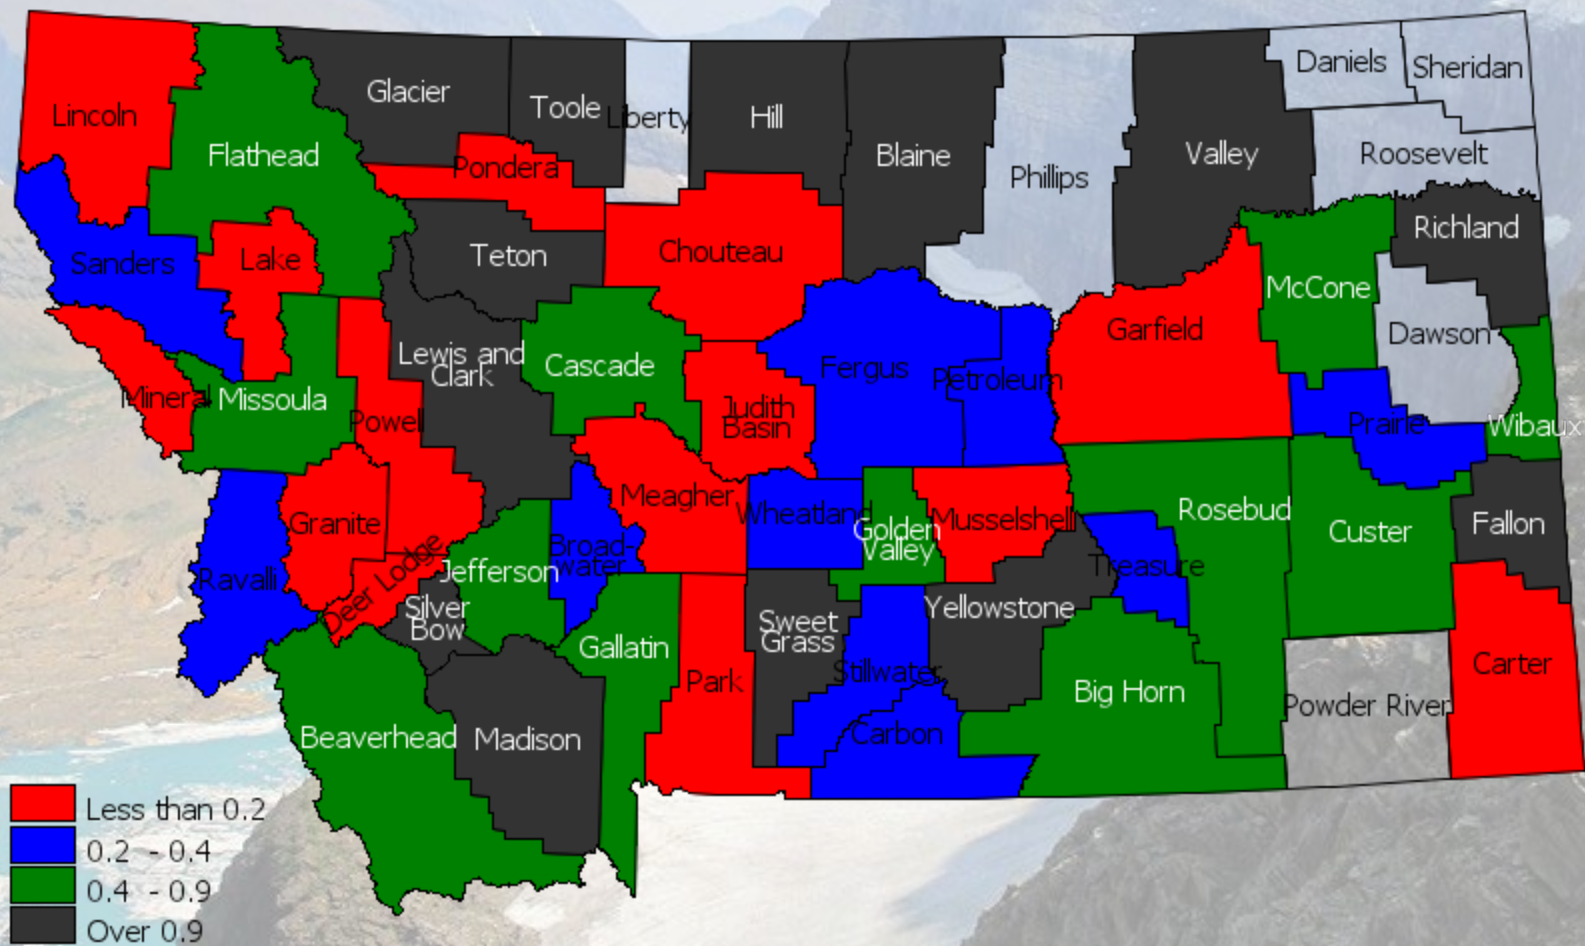 Daniels
Sheridan
Glacier
Toole
Liberty
Hill
Lincoln
Flathead
Blaine
Valley
Roosevelt
Pondera
Phillips
Richland
Teton
Chouteau
Sanders
Lake
McCone
Garfield
Dawson
Lewis and
Clark
Cascade
Fergus
Petroleum
Mineral
Missoula
Judith
Basin
Powell
Prairie
Wibaux
Meagher
Wheatland
Golden
Valley
Musselshell
Rosebud
Custer
Fallon
Granite
Deer Lodge
Jefferson
Broad-
water
Ravalli
Treasure
Silver
Bow
Yellowstone
Sweet
Grass
Gallatin
Stillwater
Park
Big Horn
Powder River
Carter
Beaverhead
Madison
Carbon
Less than 0.2
0.2 - 0.4
0.4 - 0.9
Over 0.9